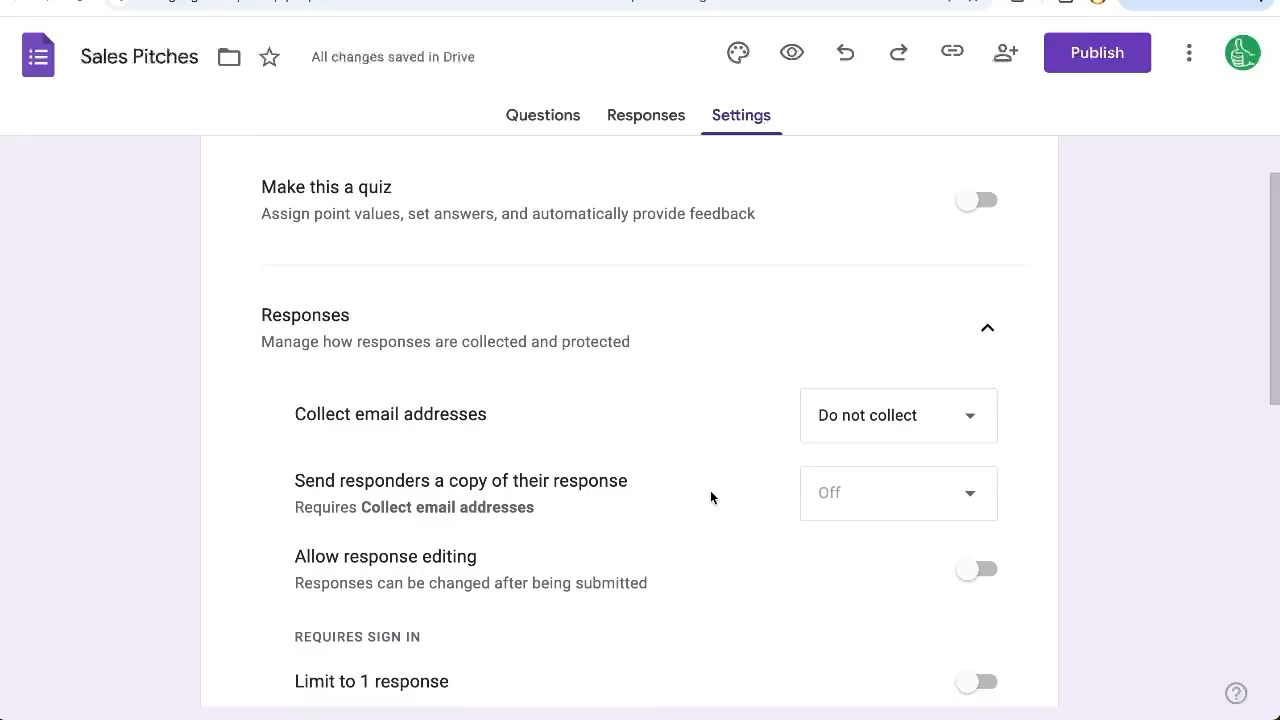 Sales Pitches
All changes saved in Drive
Publish
Questions Responses Settings
Make this a quiz
Assign point values, set answers, and automatically provide feedback
Responses
Manage how responses are collected and protected
Collect email addresses
Do not collect
Send responders a copy of their response
Requires Collect email addresses
Off
Allow response editing
Responses can be changed after being submitted
REQUIRES SIGN IN
Limit to 1 response